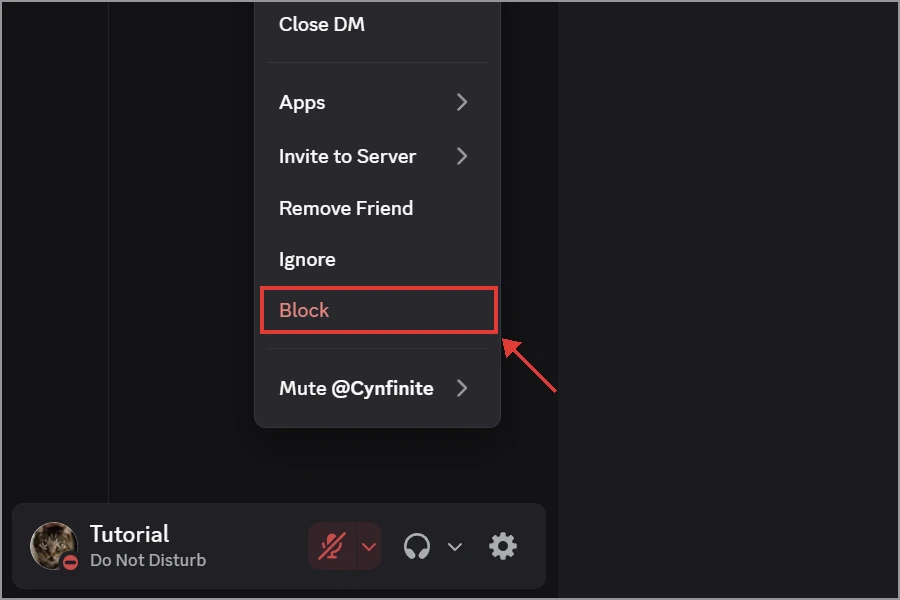 Close DM
Apps
Invite to Server
Remove Friend
Ignore
Block
Mute @Cynfinite
Tutorial
Do Not Disturb